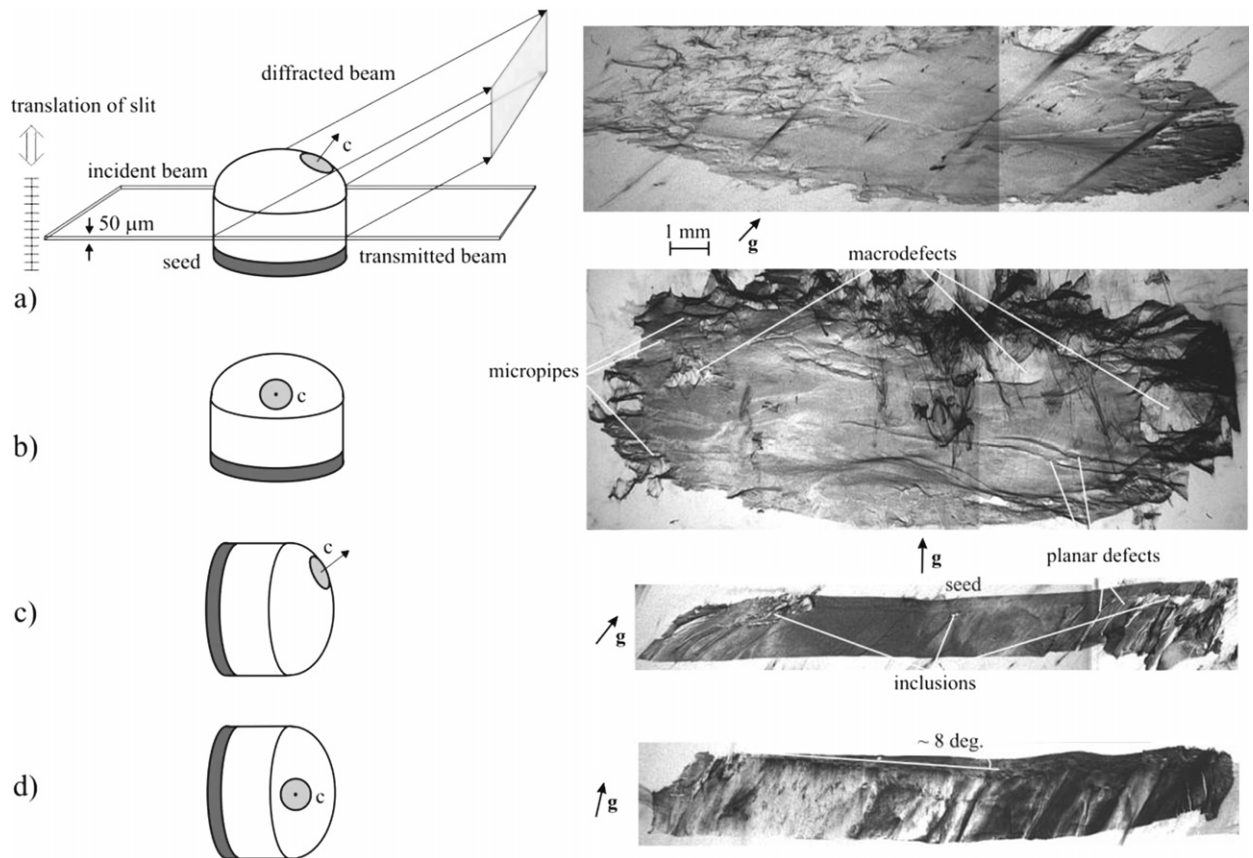 diffracted beam
translation of slit
c
incident beam
50 µm
seed
transmitted beam
a)
g
1 mm
macrodefects
micropipes
c
b)
g
planar defects
c
c)
seed
g
inclusions
~ 8 deg.
d)
c
g